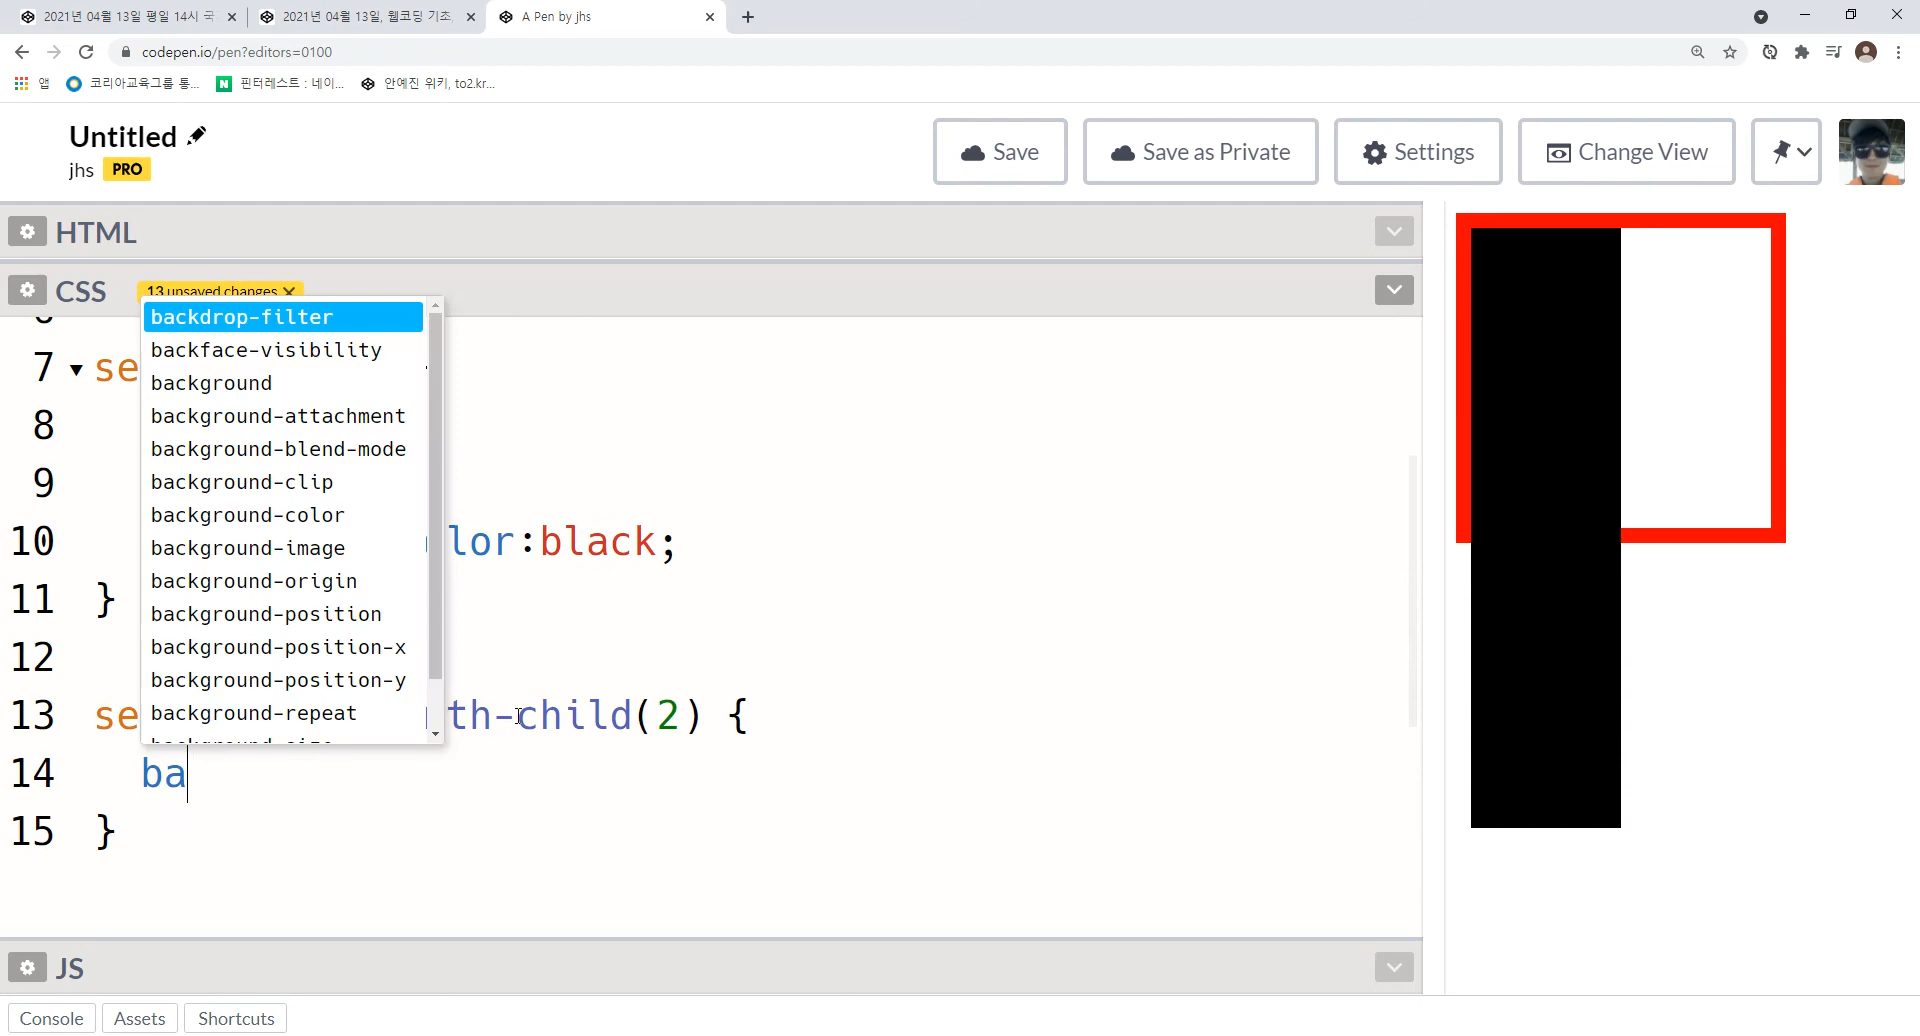 2021년 04월 13일 평일 14시 국
2021년 04월 13일, 웹코딩 기초,
A Pen by jhs
codepen.io/pen?editors=0100
앱
코리아교육그룹 통...
핀터레스트 : 네이...
안예진 위키, to2.kr...
Untitled
jhs PRO
Save
Save as Private
Settings
Change View
HTML
CSS
13 unsaved changes
backdrop-filter
backface-visibility
background
background-attachment
background-blend-mode
background-clip
background-color
background-image
background-origin
background-position
background-position-x
background-position-y
background-repeat
7 se
8
9
10 lor:black;
11 }
12
13 se th-child(2) {
14 ba
15 }
JS
Console
Assets
Shortcuts